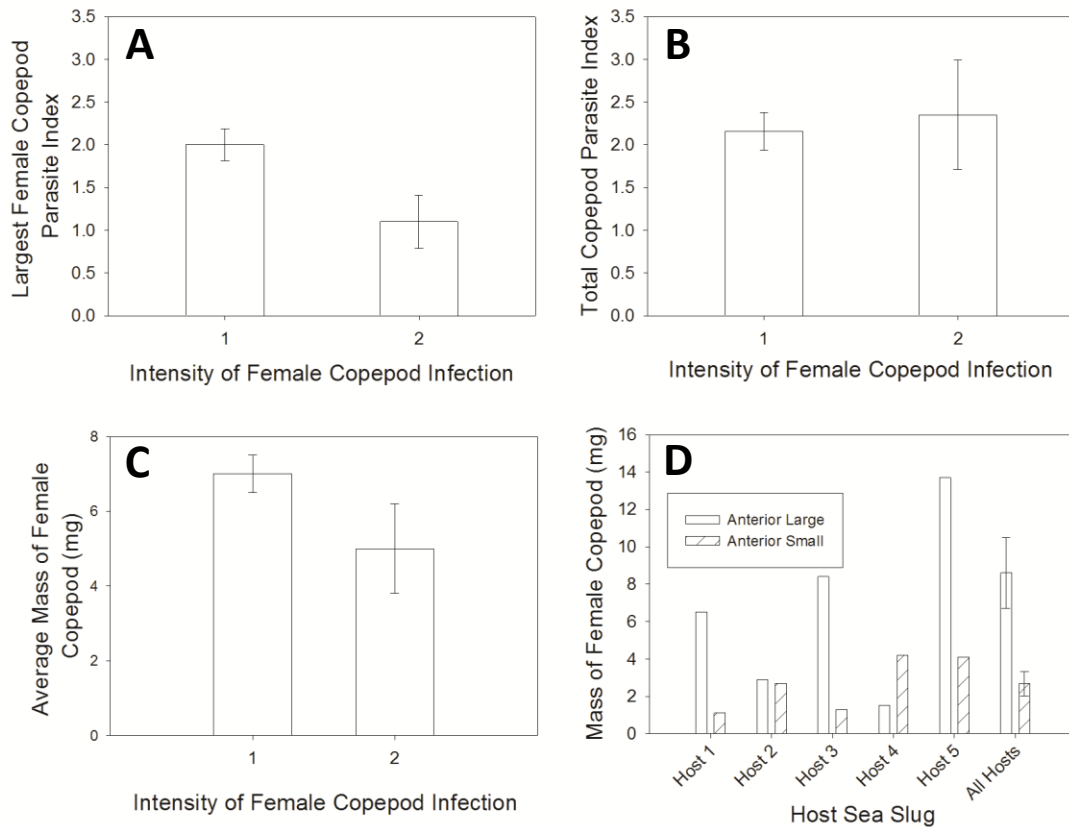 A
3.5
3.0
2.5
2.0
1.5
1.0
0.5
0.0
Largest Female Copepod
Parasite Index
1
2
Intensity of Female Copepod Infection
B
3.5
3.0
2.5
2.0
1.5
1.0
0.5
0.0
Total Copepod Parasite Index
1
2
Intensity of Female Copepod Infection
C
8
6
4
2
0
Average Mass of Female
Copepod (mg)
1
2
Intensity of Female Copepod Infection
D
16
14
12
10
8
6
4
2
0
Mass of Female Copepod (mg)
Anterior Large
Anterior Small
Host 1
Host 2
Host 3
Host 4
Host 5
All Hosts
Host Sea Slug